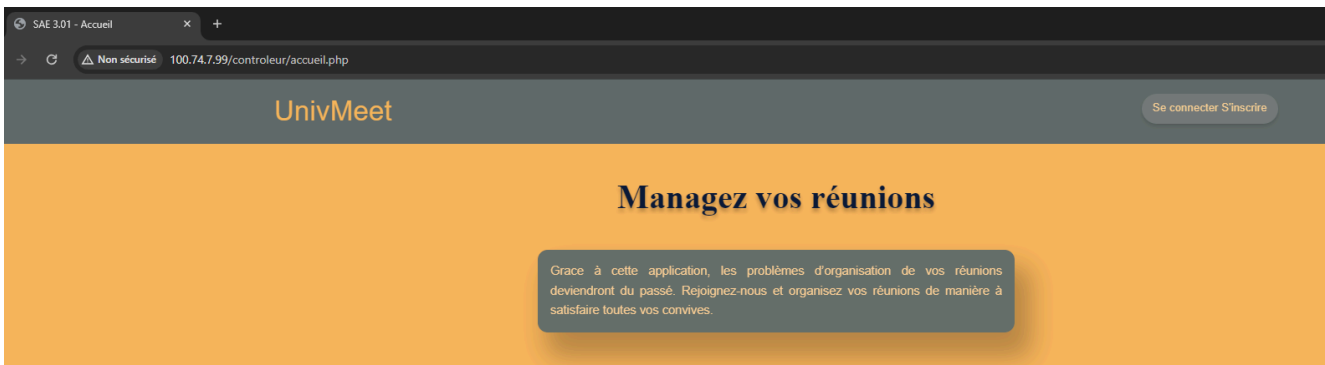 SAE 3.01 - Accueil
Non sécurisé 100.74.7.99/controleur/accueil.php
UnivMeet
Se connecter S'inscrire
Managez vos réunions
Grace à cette application, les problèmes d'organisation de vos réunions
deviendront du passé. Rejoignez-nous et organisez vos réunions de manière à
satisfaire toutes vos convives.